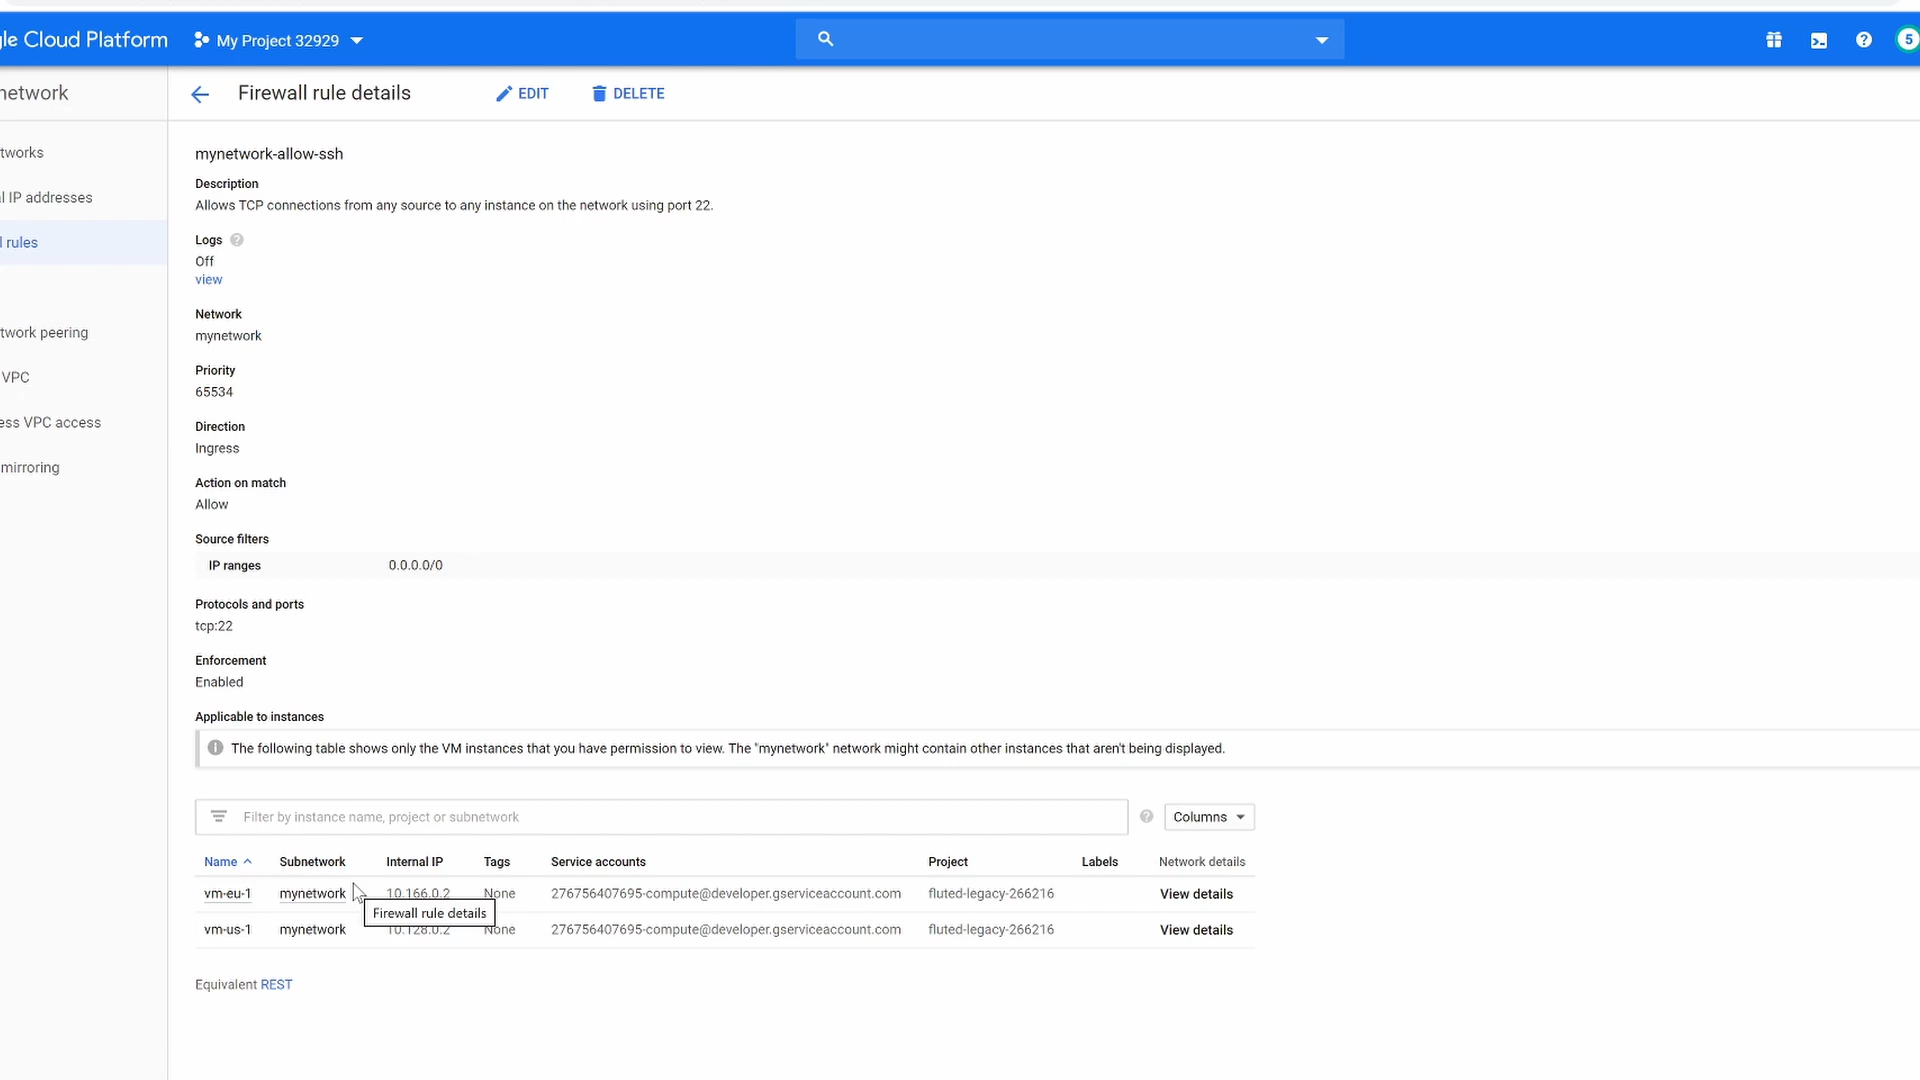 le Cloud Platform
My Project 32929
5
network
Firewall rule details
EDIT
DELETE
tworks
l IP addresses
l rules
twork peering
VPC
ess VPC access
mirroring
mynetwork-allow-ssh
Description
Allows TCP connections from any source to any instance on the network using port 22.
Logs
Off
view
Network
mynetwork
Priority
65534
Direction
Ingress
Action on match
Allow
Source filters
IP ranges 0.0.0.0/0
Protocols and ports
tcp:22
Enforcement
Enabled
Applicable to instances
The following table shows only the VM instances that you have permission to view. The "mynetwork" network might contain other instances that aren't being displayed.
Filter by instance name, project or subnetwork
Columns
Name Subnetwork Internal IP Tags Service accounts Project Labels Network details
vm-eu-1 mynetwork 10.166.0.2 None 276756407695-compute@developer.gserviceaccount.com fluted-legacy-266216 View details
Firewall rule details
vm-us-1 mynetwork 10.128.0.2 None 276756407695-compute@developer.gserviceaccount.com fluted-legacy-266216 View details
Equivalent REST